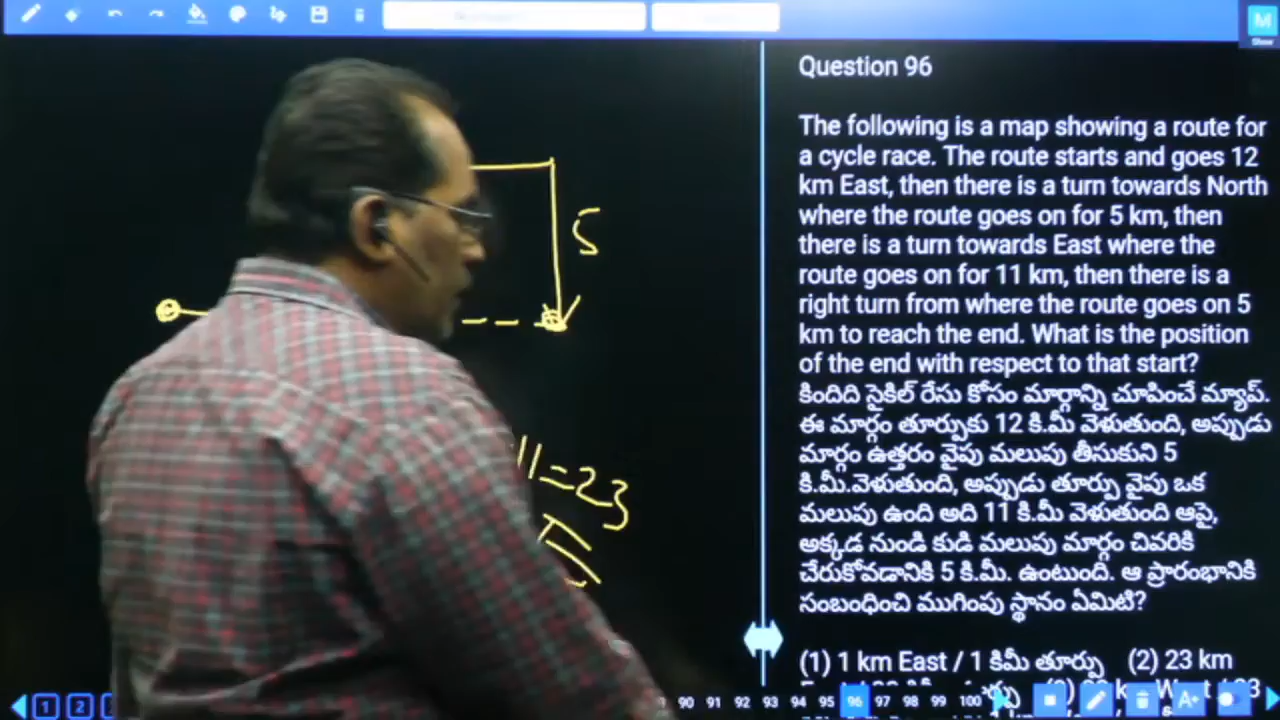 M
Show
Question 96
The following is a map showing a route for
a cycle race. The route starts and goes 12
km East, then there is a turn towards North
where the route goes on for 5 km, then
there is a turn towards East where the
route goes on for 11 km, then there is a
right turn from where the route goes on 5
km to reach the end. What is the position
of the end with respect to that start?
కిందిది సైకిల్ రేసు కోసం మార్గాన్ని చూపించే మ్యాప్.
ఈ మార్గం తూర్పుకు 12 కి.మీ వెళుతుంది, అప్పుడు
మార్గం ఉత్తరం వైపు మలుపు తీసుకుని 5
కి.మీ.వెళుతుంది, అప్పుడు తూర్పు వైపు ఒక
మలుపు ఉంది అది 11 కి.మీ వెళుతుంది ఆపై,
అక్కడ నుండి కుడి మలుపు మార్గం చివరికి
చేరుకోవడానికి 5 కి.మీ. ఉంటుంది. ఆ ప్రారంభానికి
సంబంధించి ముగింపు స్థానం ఏమిటి?
(1) 1 km East / 1 కిమీ తూర్పు (2) 23 km
5
11=23
1 2
90 91 92 93 94 95 96 97 98 99 100
A+